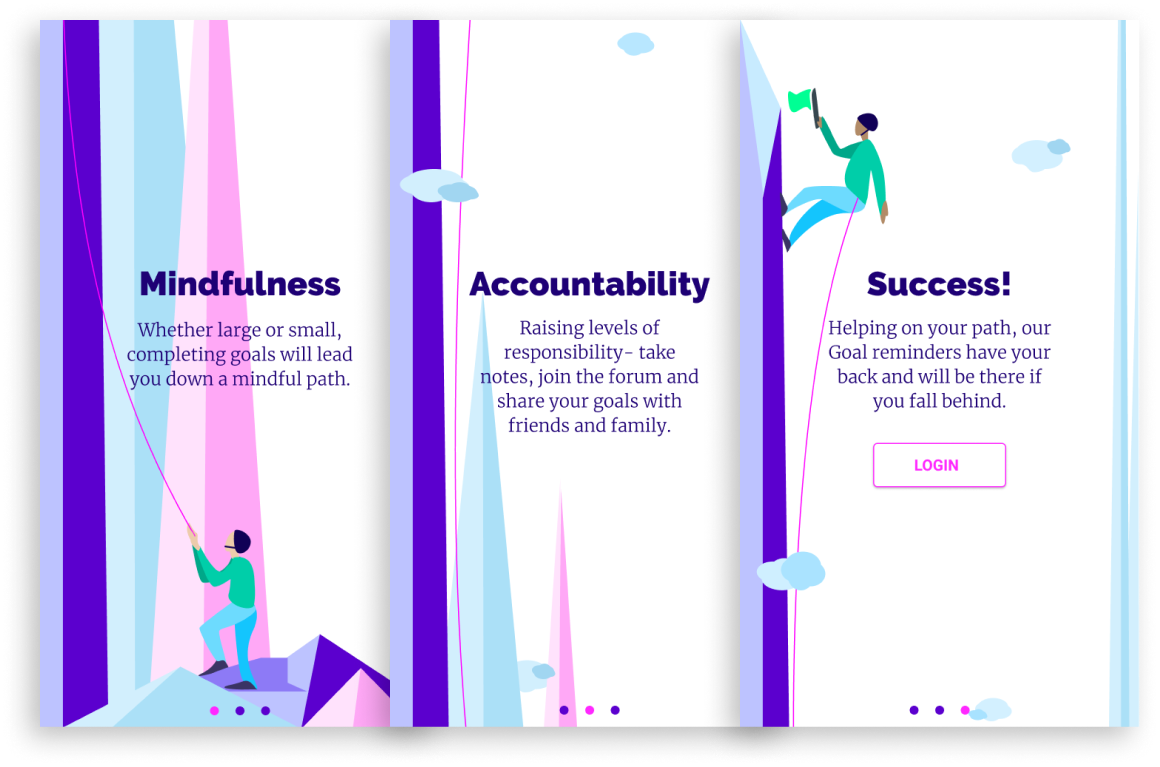 Mindfulness
Whether large or small,
completing goals will lead
you down a mindful path.
Accountability
Raising levels of
responsibility- take
notes, join the forum and
share your goals with
friends and family.
Success!
Helping on your path, our
Goal reminders have your
back and will be there if
you fall behind.
LOGIN